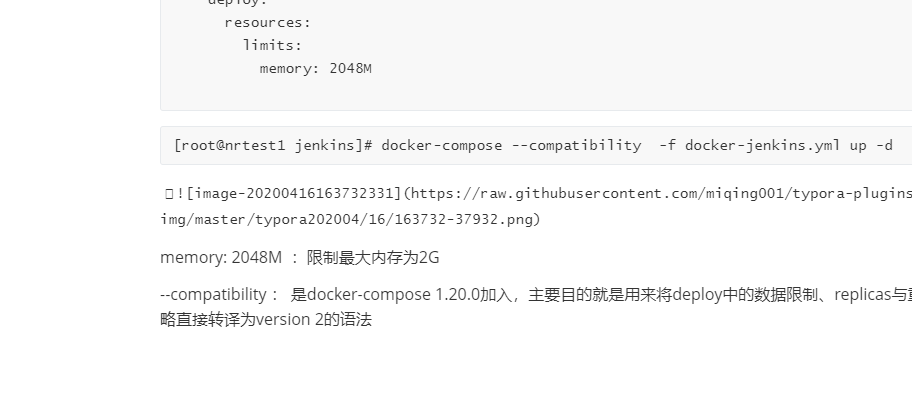 deploy:
resources:
limits:
memory: 2048M
[root@nrtest1 jenkins]# docker-compose --compatibility  -f docker-jenkins.yml up -d
![image-20200416163732331](https://raw.githubusercontent.com/miqing001/typora-plugins
img/master/typora202004/16/163732-37932.png)
memory: 2048M ：限制最大内存为2G
--compatibility： 是docker-compose 1.20.0加入，主要目的就是用来将deploy中的数据限制、replicas与
略直接转译为version 2的语法